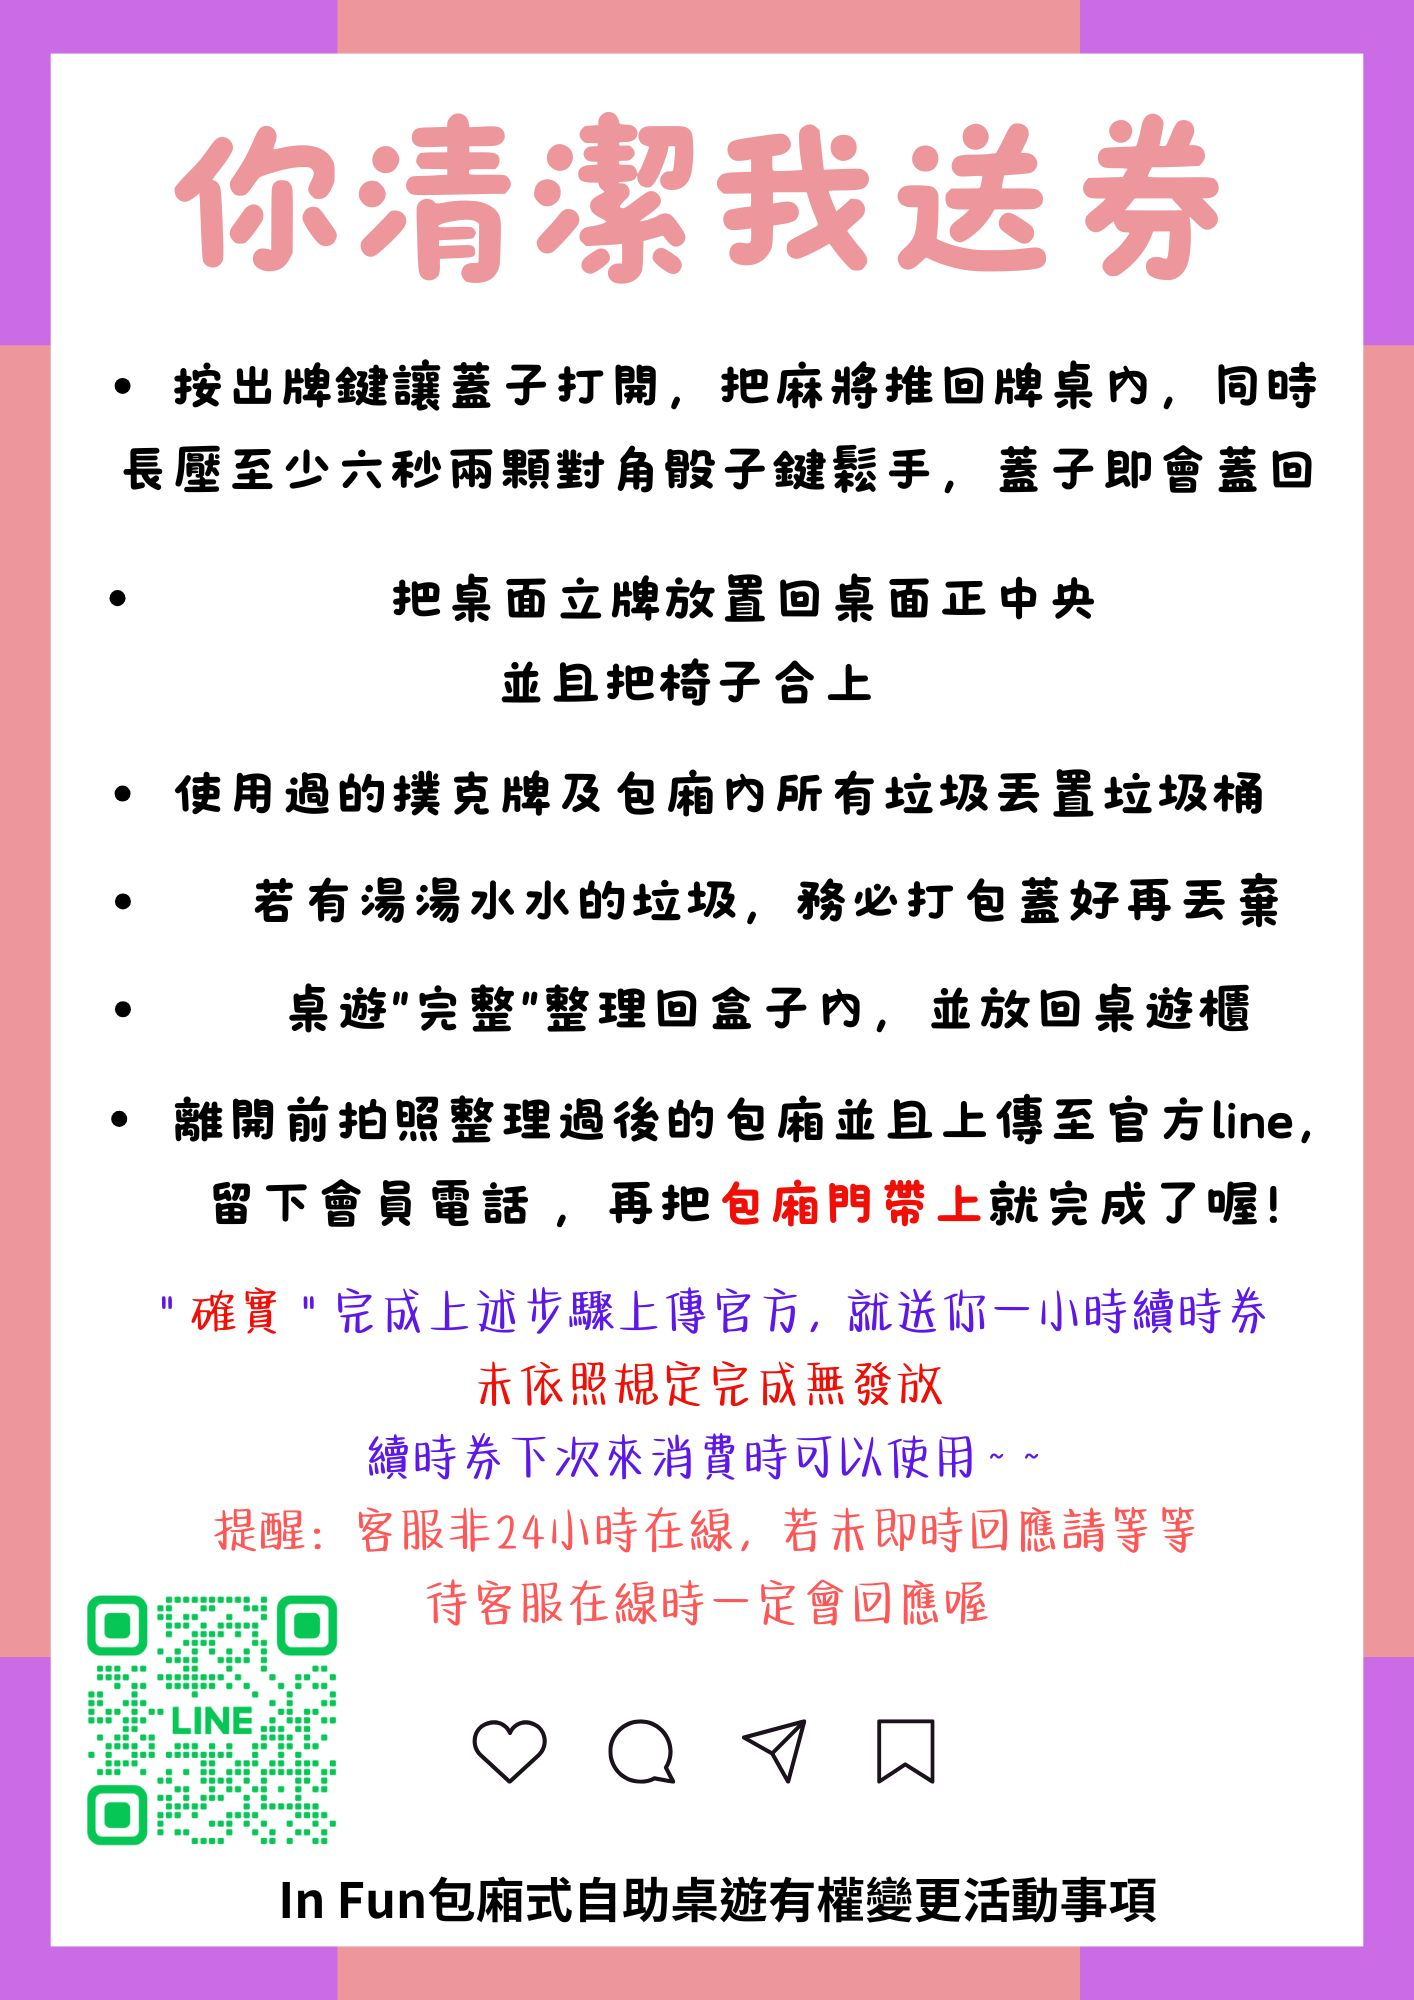 你清潔我送券
• 按出牌鍵讓蓋子打開，把麻將推回牌桌內，同時
長壓至少六秒兩顆對角骰子鍵鬆手，蓋子即會蓋回
• 把桌面立牌放置回桌面正中央
並且把椅子合上
• 使用過的撲克牌及包廂內所有垃圾丟置垃圾桶
• 若有湯湯水水的垃圾，務必打包蓋好再丟棄
• 桌遊"完整"整理回盒子內，並放回桌遊櫃
• 離開前拍照整理過後的包廂並且上傳至官方line，
留下會員電話，再把包廂門帶上就完成了喔！
"確實"完成上述步驟上傳官方，就送你一小時續時券
未依照規定完成無發放
續時券下次來消費時可以使用~~
提醒：客服非24小時在線，若未即時回應請等等
待客服在線時一定會回應喔
LINE
In Fun包廂式自助桌遊有權變更活動事項